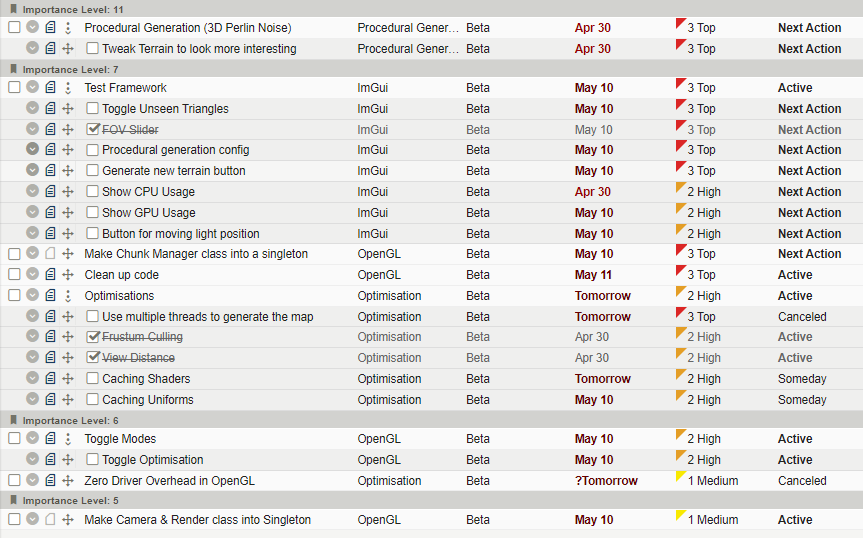 Importance Level: 11
Procedural Generation (3D Perlin Noise) Procedural Gener... Beta Apr 30 3 Top Next Action
Tweak Terrain to look more interesting Procedural Gener... Beta Apr 30 3 Top Next Action
Importance Level: 7
Test Framework ImGui Beta May 10 3 Top Active
Toggle Unseen Triangles ImGui Beta May 10 3 Top Next Action
FOV Slider ImGui Beta May 10 3 Top Next Action
Procedural generation config ImGui Beta May 10 3 Top Next Action
Generate new terrain button ImGui Beta May 10 3 Top Next Action
Show CPU Usage ImGui Beta Apr 30 2 High Next Action
Show GPU Usage ImGui Beta May 10 2 High Next Action
Button for moving light position ImGui Beta May 10 2 High Next Action
Make Chunk Manager class into a singleton OpenGL Beta May 10 3 Top Next Action
Clean up code OpenGL Beta May 11 3 Top Active
Optimisations Optimisation Beta Tomorrow 2 High Active
Use multiple threads to generate the map Optimisation Beta Tomorrow 3 Top Canceled
Frustum Culling Optimisation Beta Apr 30 2 High Active
View Distance Optimisation Beta Apr 30 2 High Active
Caching Shaders Optimisation Beta Tomorrow 2 High Someday
Caching Uniforms Optimisation Beta May 10 2 High Someday
Importance Level: 6
Toggle Modes OpenGL Beta May 10 2 High Active
Toggle Optimisation OpenGL Beta May 10 2 High Active
Zero Driver Overhead in OpenGL Optimisation Beta ?Tomorrow 1 Medium Canceled
Importance Level: 5
Make Camera & Render class into Singleton OpenGL Beta May 10 1 Medium Active